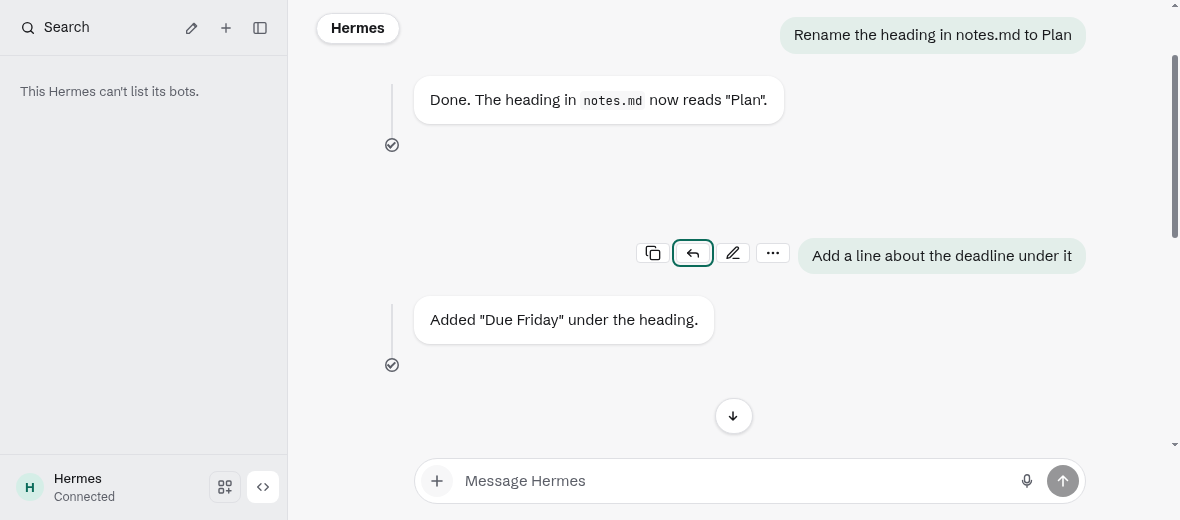 Search
This Hermes can't list its bots.
Hermes
Connected
Hermes
Rename the heading in notes.md to Plan
Done. The heading in notes.md now reads "Plan".
Add a line about the deadline under it
Added "Due Friday" under the heading.
Message Hermes
H